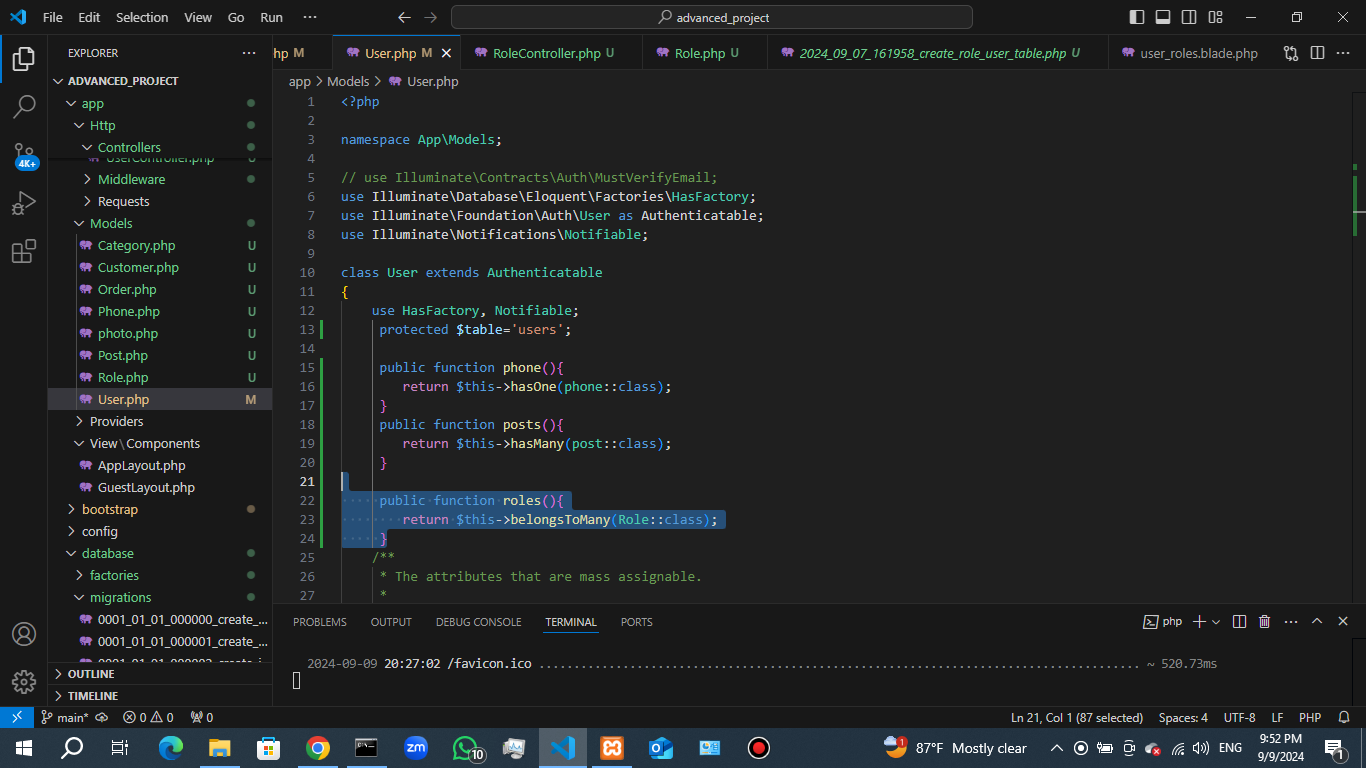 File Edit Selection View Go Run ··· advanced_project
EXPLORER ···
hp M User.php M RoleController.php U Role.php U 2024_09_07_161958_create_role_user_table.php U user_roles.blade.php ···
ADVANCED_PROJECT
app
Http
Controllers
UserController.php U
Middleware
Requests
Models
Category.php U
Customer.php U
Order.php U
Phone.php U
photo.php U
Post.php U
Role.php U
User.php M
Providers
View\Components
AppLayout.php
GuestLayout.php
bootstrap
config
database
factories
migrations
0001_01_01_000000_create_...
0001_01_01_000001_create_...
OUTLINE
TIMELINE
4K+
app > Models > User.php
1 <?php
2
3 namespace App\Models;
4
5 // use Illuminate\Contracts\Auth\MustVerifyEmail;
6 use Illuminate\Database\Eloquent\Factories\HasFactory;
7 use Illuminate\Foundation\Auth\User as Authenticatable;
8 use Illuminate\Notifications\Notifiable;
9
10 class User extends Authenticatable
11 {
12 use HasFactory, Notifiable;
13 protected $table='users';
14
15 public function phone(){
16 return $this->hasOne(phone::class);
17 }
18 public function posts(){
19 return $this->hasMany(post::class);
20 }
21
22 public function roles(){
23 return $this->belongsToMany(Role::class);
24 }
25 /**
26 * The attributes that are mass assignable.
27 *
PROBLEMS OUTPUT DEBUG CONSOLE TERMINAL PORTS php
2024-09-09 20:27:02 /favicon.ico ........................................................................................ ~ 520.73ms
main* 0 0 0 Ln 21, Col 1 (87 selected) Spaces: 4 UTF-8 LF PHP
zm 10 1 87°F Mostly clear ENG 9:52 PM
9/9/2024 1